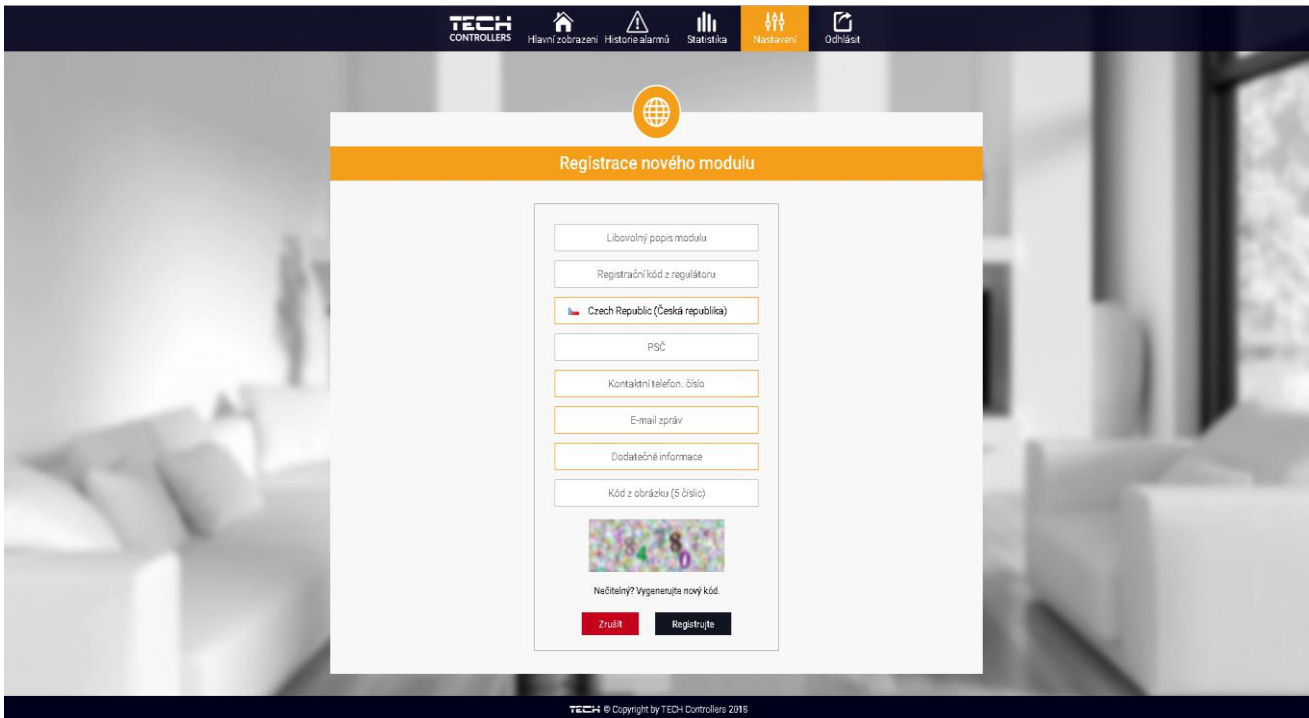 TECH
CONTROLLERS
Hlavní zobrazení
Historie alarmů
Statistika
Nastavení
Odhlásit
Registrace nového modulu
Libovolný popis modulu
Registrační kód z regulátoru
Czech Republic (Česká republika)
PSČ
Kontaktní telefon. číslo
E-mail zpráv
Dodatečné informace
Kód z obrázku (5 číslic)
Nečitelný? Vygenerujte nový kód.
Zrušit
Registrujte
TECH © Copyright by TECH Controllers 2018